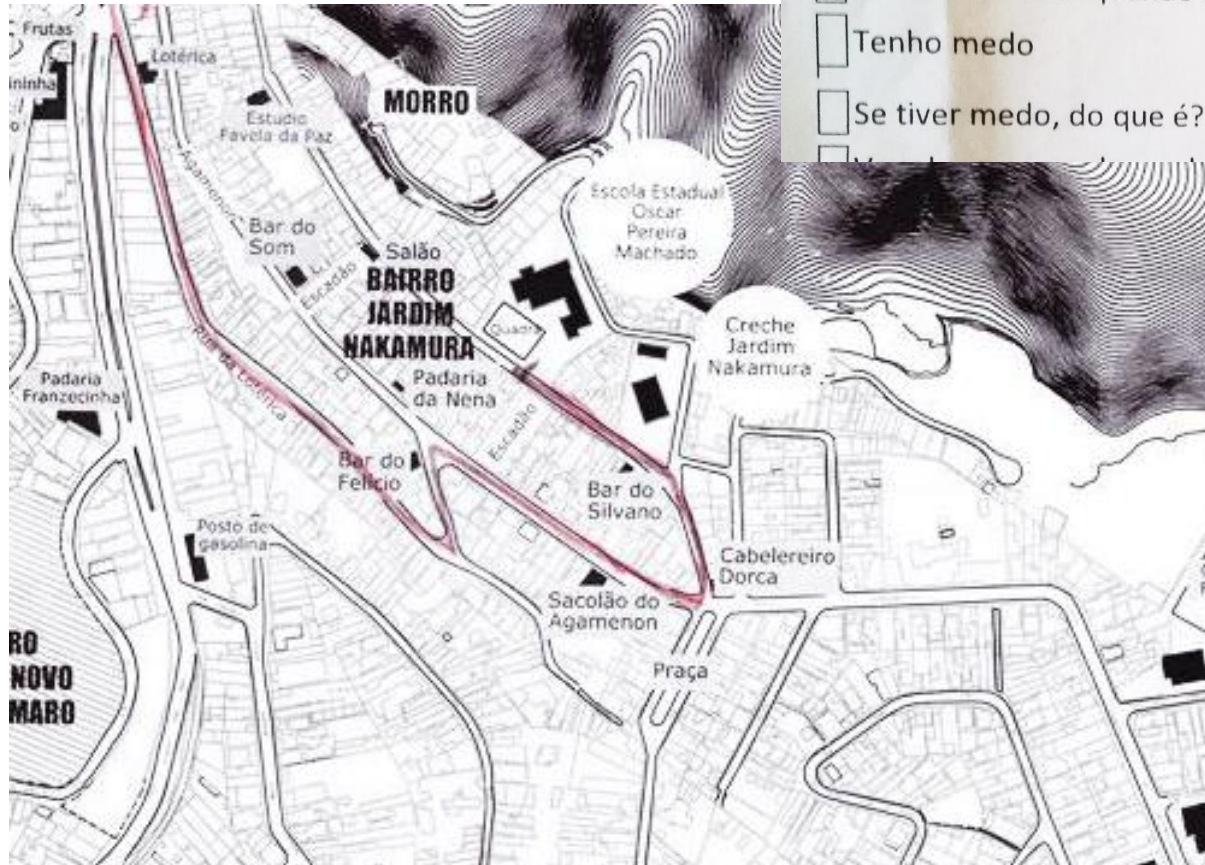 Frutas
Lotérica
Tenho medo
Se tiver medo, do que é?
MORRO
Estudio
Favela da Paz
Agamenon
Escola Estadual
Oscar
Pereira
Machado
Bar do
Som
Salão
Escadão
BAIRRO
JARDIM
NAKAMURA
Quadra
Creche
Jardim
Nakamura
Rua da Lotérica
Padaria
Franzecinha
Padaria
da Nena
Escadão
Bar do
Felício
Bar do
Silvano
Posto de
gasolina
Cabelereiro
Dorca
Sacolão do
Agamenon
Praça
RO
NOVO
MARO